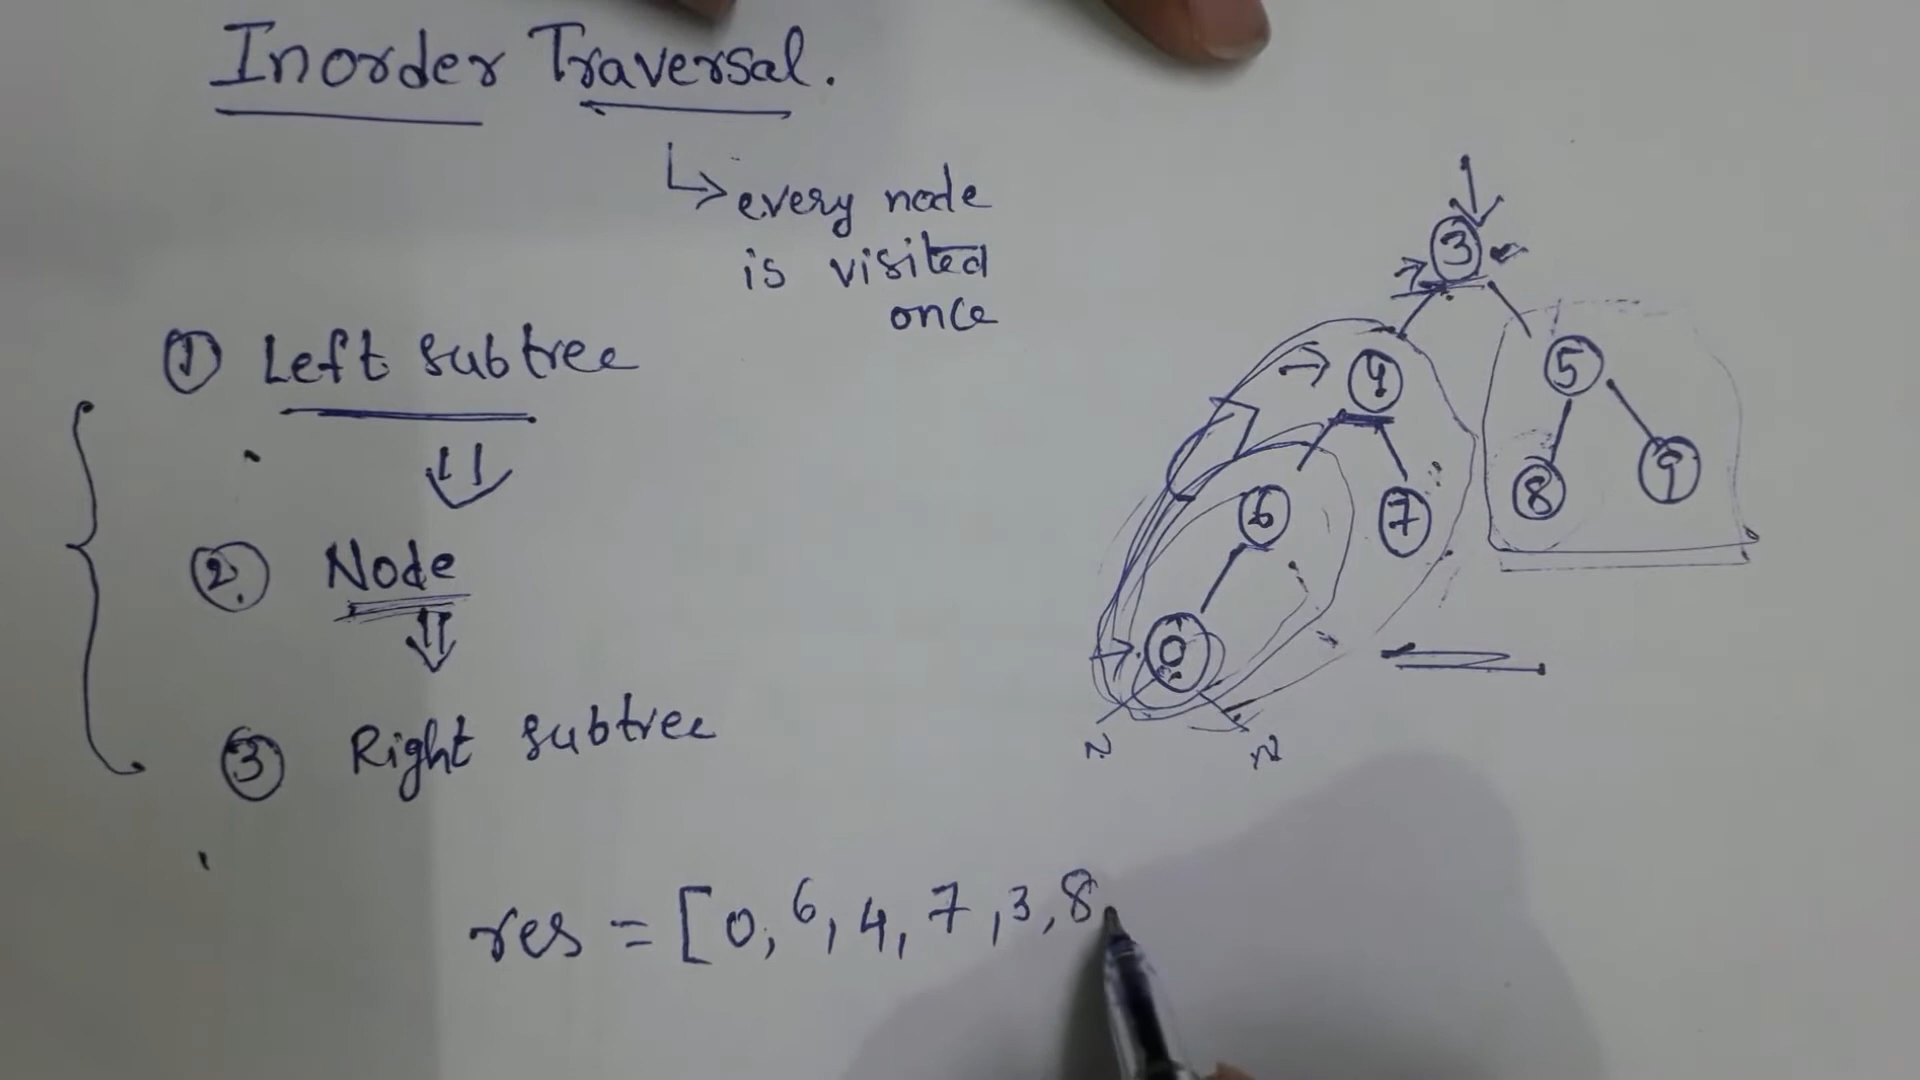 Inorder Traversal.
↳ every node
is visited
once
① Left subtree
② Node
③ Right subtree
3
4
5
6
7
8
9
0
N
N
res = [0, 6, 4, 7, 3, 8,